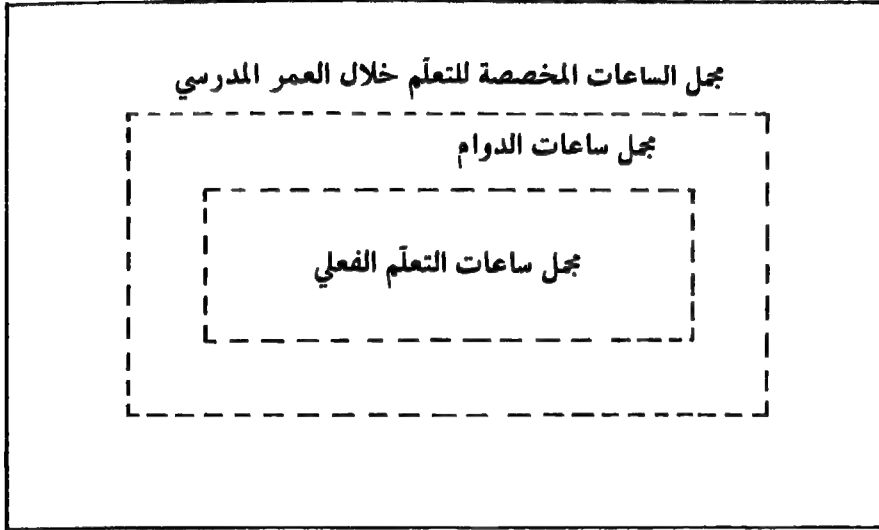 مجمل الساعات المخصصة للتعلّم خلال العمر المدرسي
مجمل ساعات الدوام
مجمل ساعات التعلّم الفعلي